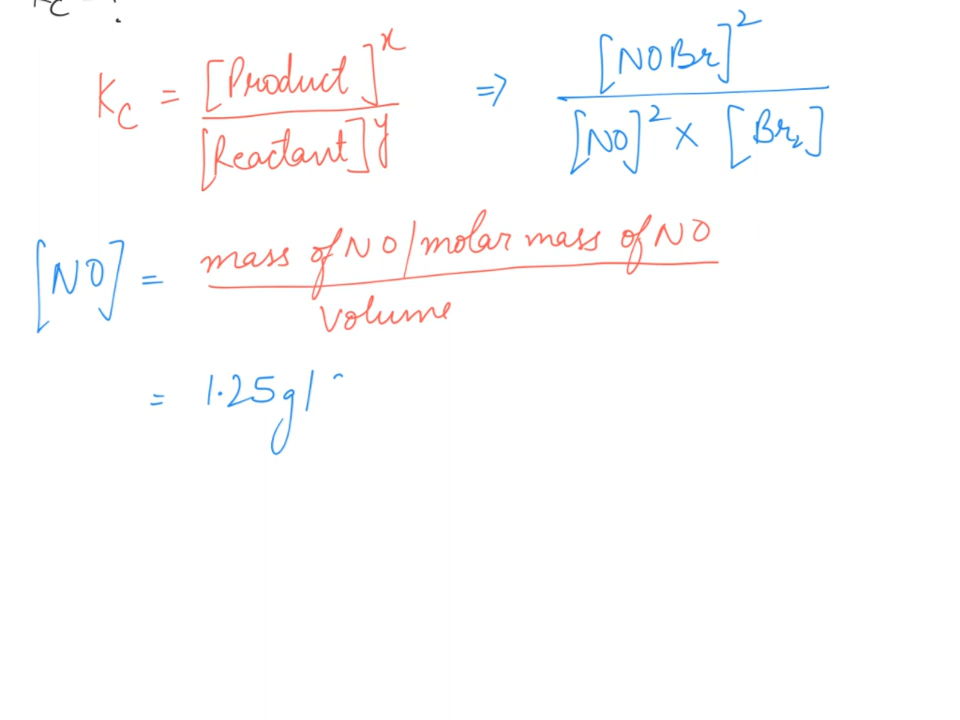 Kc = [Product]^x / [Reactant]^y ⇒ [NOBr]^2 / [NO]^2 × [Br2]
[NO] = mass of NO/molar mass of NO
volume
= 1.25g/